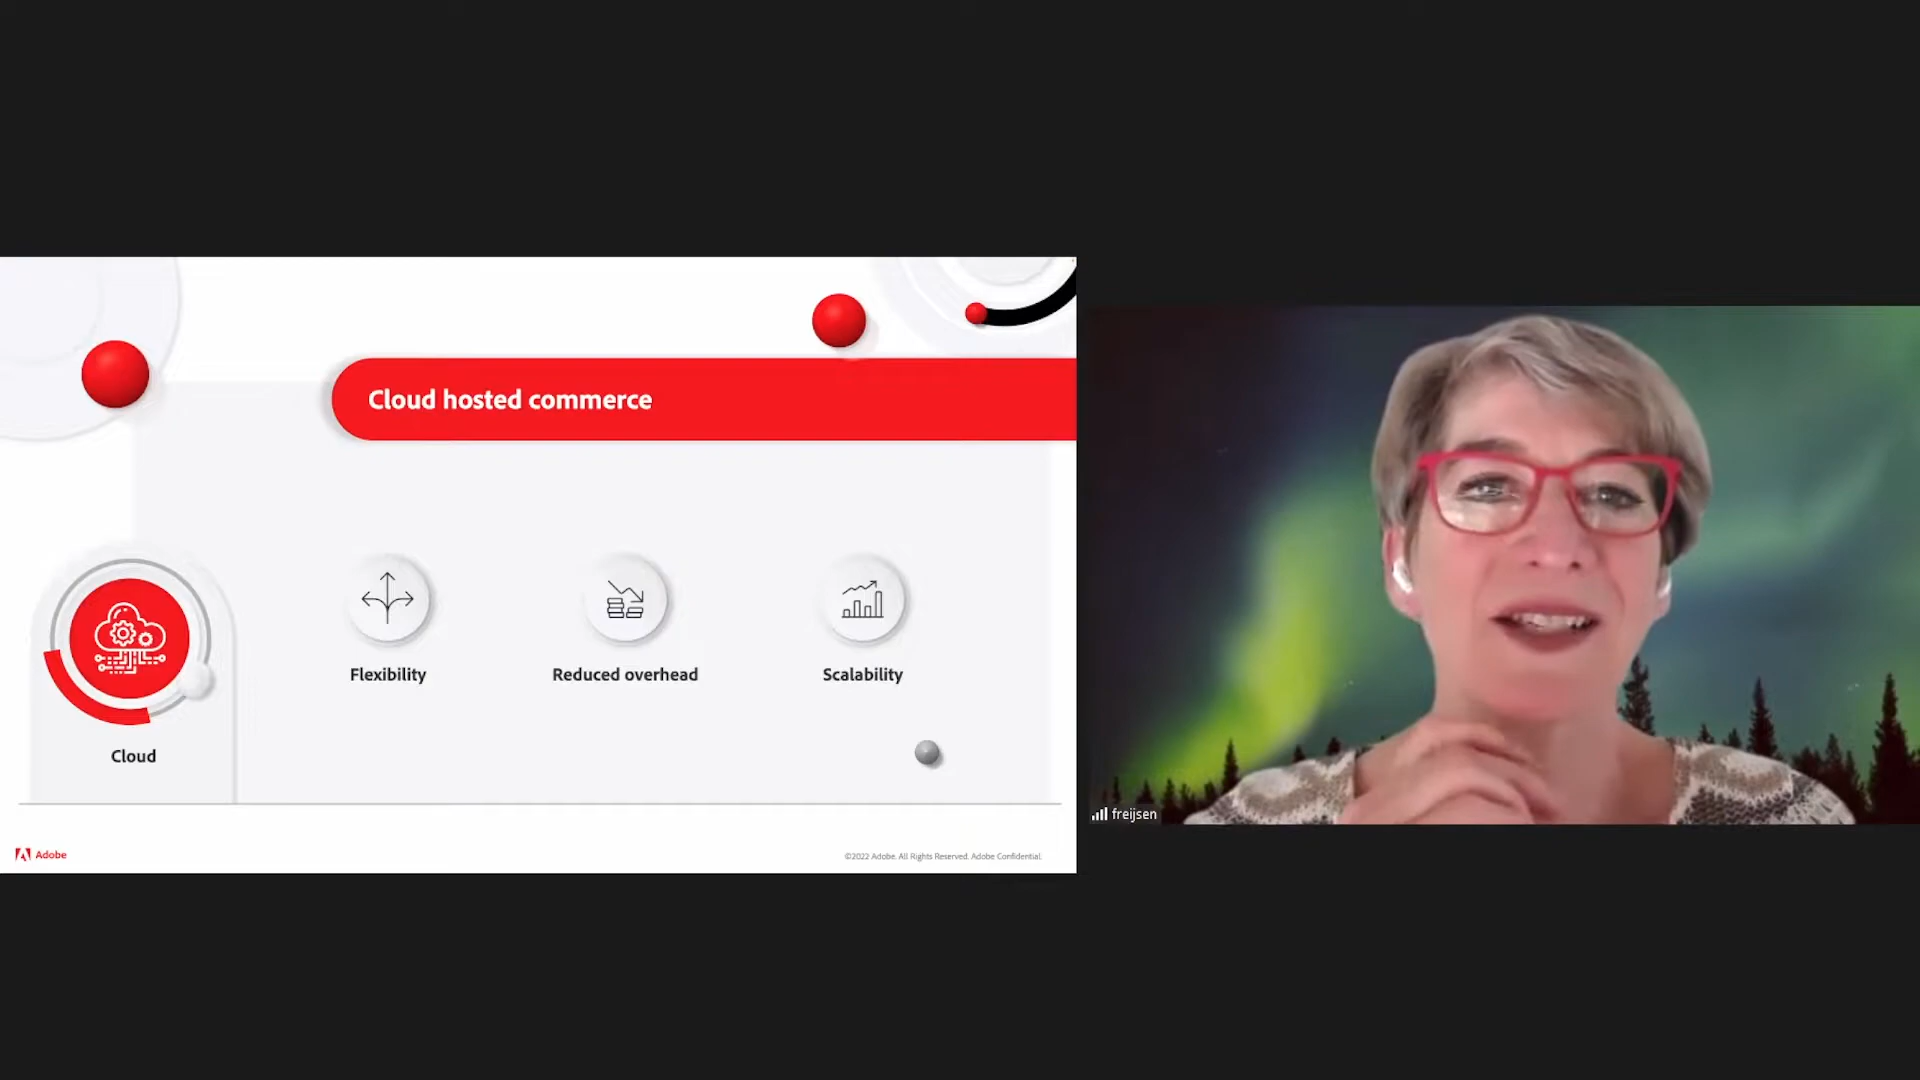 Cloud hosted commerce
Flexibility
Reduced overhead
Scalability
Cloud
Adobe
©2022 Adobe. All Rights Reserved. Adobe Confidential.
freijsen